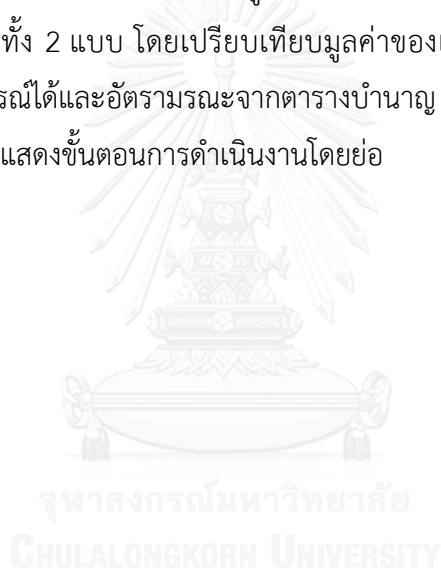 ทั้ง 2 แบบ โดยเปรียบเทียบมูลค่าของ
รณ์ได้และอัตรามรณะจากตารางบำนาญ
แสดงขั้นตอนการดำเนินงานโดยย่อ
จุฬาลงกรณ์มหาวิทยาลัย
CHULALONGKORN UNIVERSITY